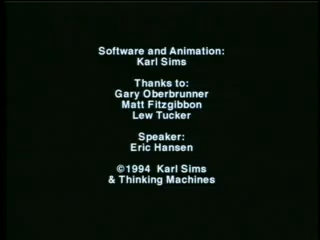 Software and Animation:
Karl Sims
Thanks to:
Gary Oberbrunner
Matt Fitzgibbon
Lew Tucker
Speaker:
Eric Hansen
©1994 Karl Sims
& Thinking Machines